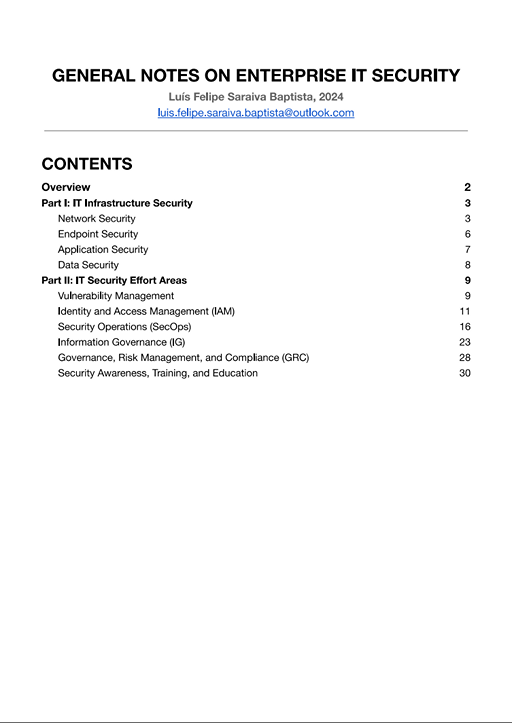 GENERAL NOTES ON ENTERPRISE IT SECURITY
Luís Felipe Saraiva Baptista, 2024
luis.felipe.saraiva.baptista@outlook.com
CONTENTS
Overview 2
Part I: IT Infrastructure Security 3
Network Security 3
Endpoint Security 6
Application Security 7
Data Security 8
Part II: IT Security Effort Areas 9
Vulnerability Management 9
Identity and Access Management (IAM) 11
Security Operations (SecOps) 16
Information Governance (IG) 23
Governance, Risk Management, and Compliance (GRC) 28
Security Awareness, Training, and Education 30